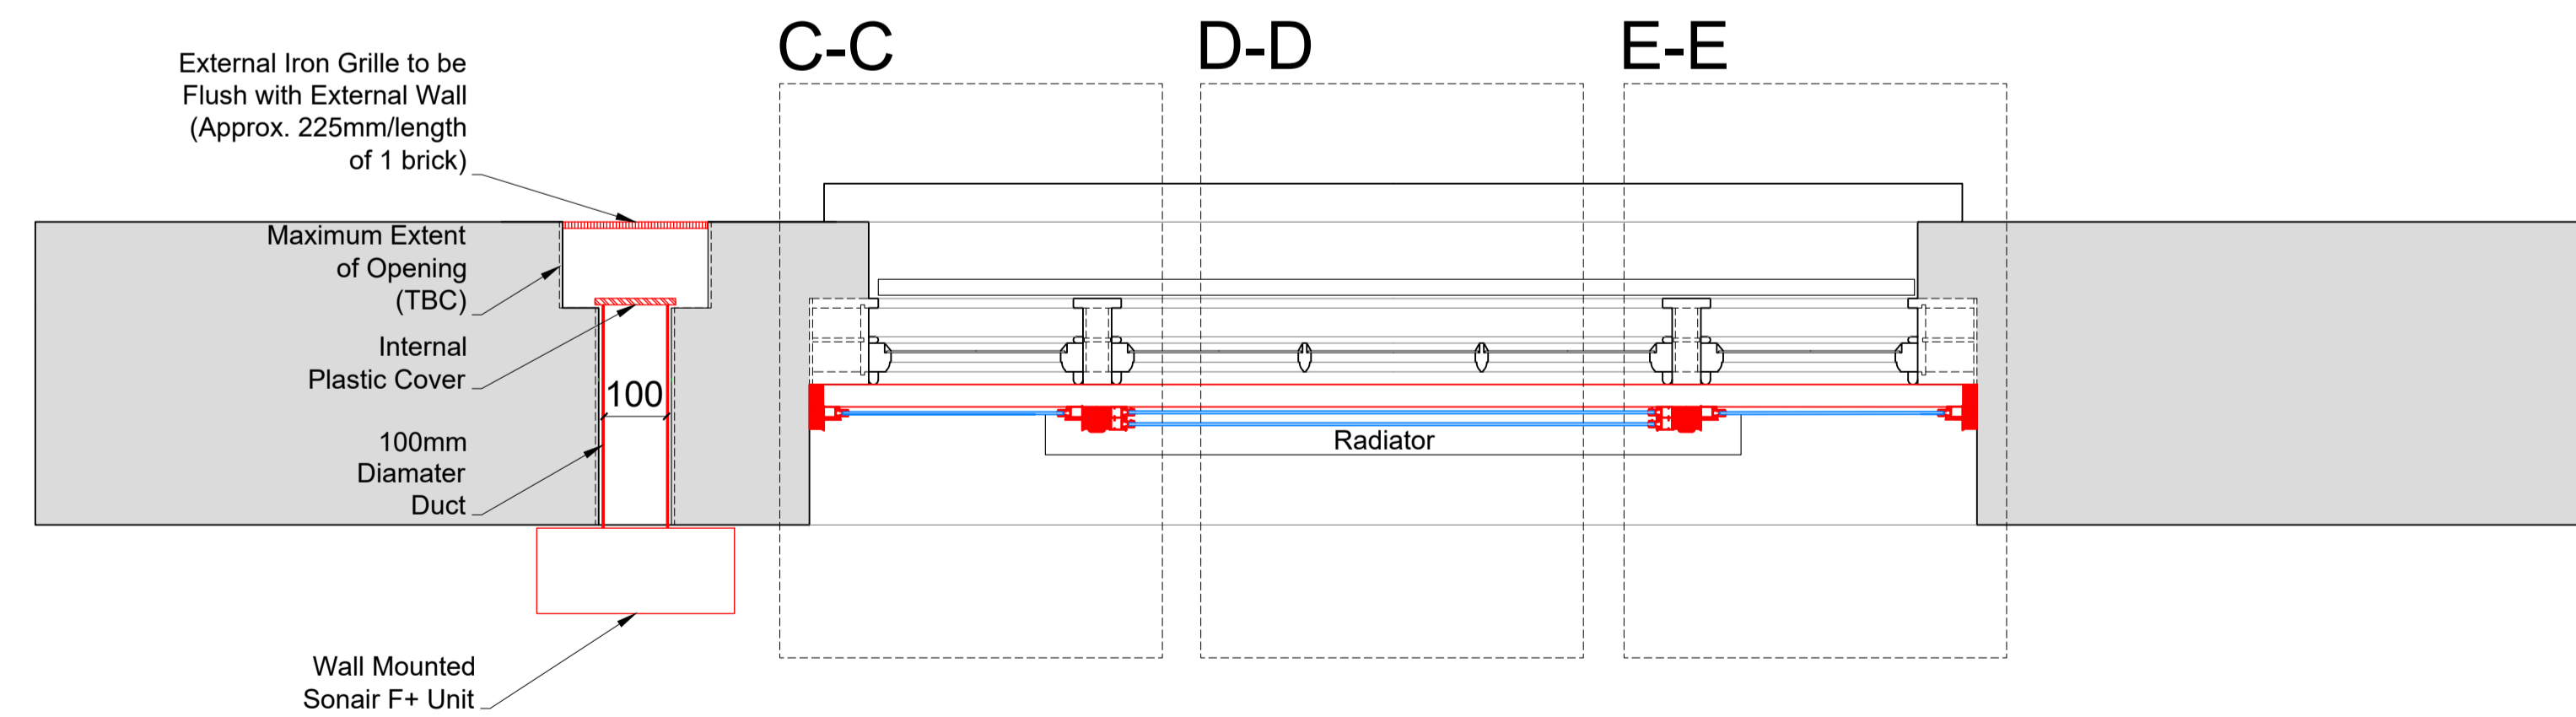 C-C
D-D
E-E
External Iron Grille to be
Flush with External Wall
(Approx. 225mm/length
of 1 brick)
Maximum Extent
of Opening
(TBC)
Internal
Plastic Cover
100
100mm
Diamater
Duct
Radiator
Wall Mounted
Sonair F+ Unit